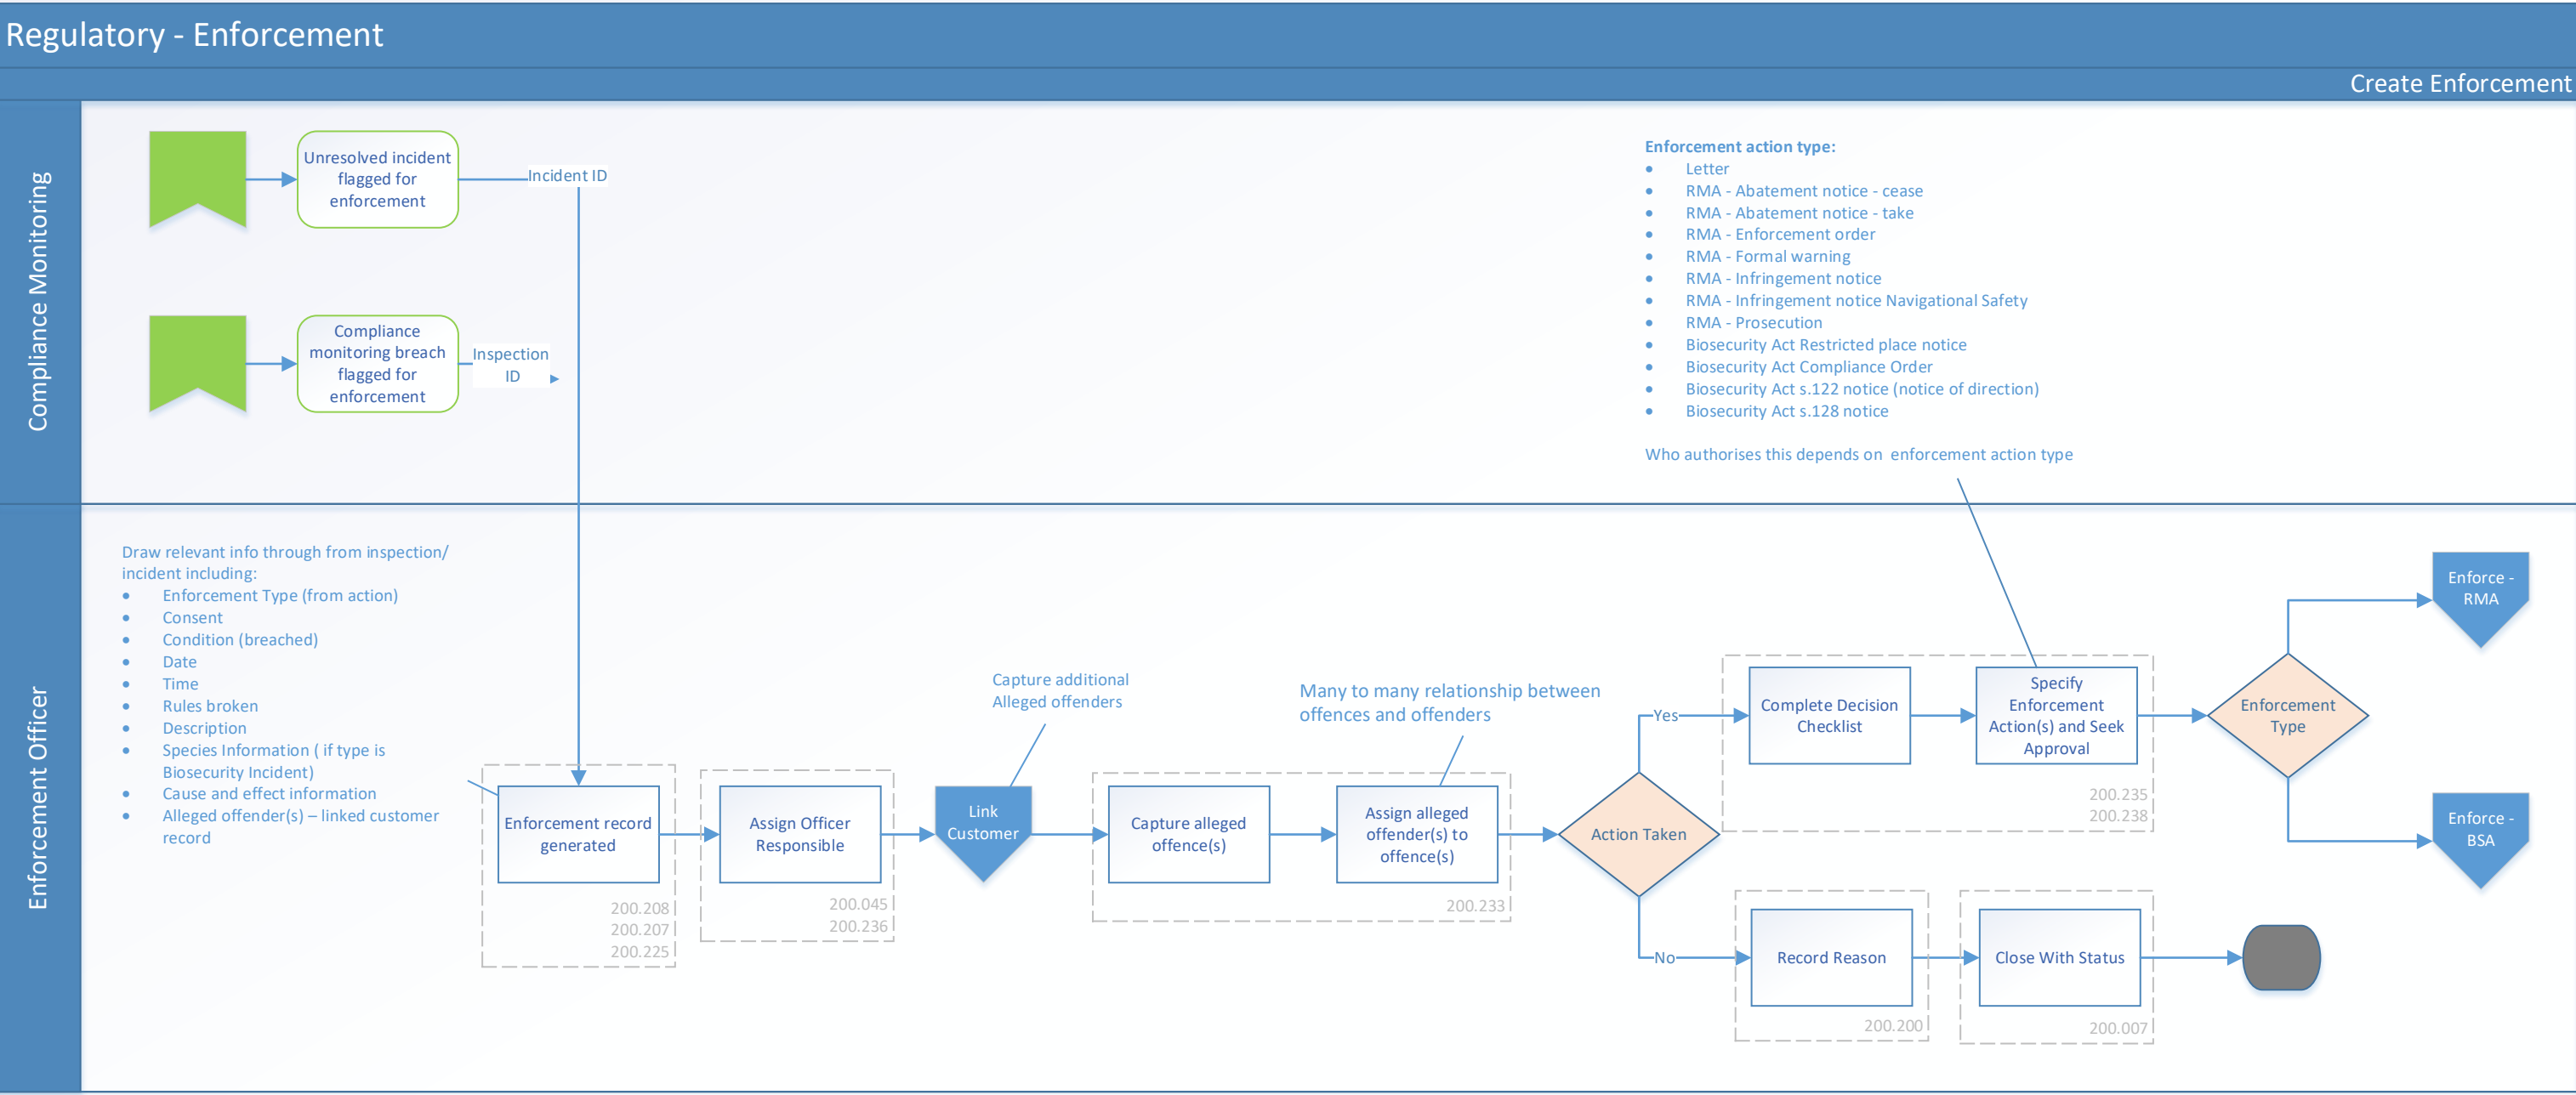 Regulatory - Enforcement
Create Enforcement
Compliance Monitoring
Unresolved incident
flagged for
enforcement
Incident ID
Compliance
monitoring breach
flagged for
enforcement
Inspection
ID
Enforcement action type:
• Letter
• RMA - Abatement notice - cease
• RMA - Abatement notice - take
• RMA - Enforcement order
• RMA - Formal warning
• RMA - Infringement notice
• RMA - Infringement notice Navigational Safety
• RMA - Prosecution
• Biosecurity Act Restricted place notice
• Biosecurity Act Compliance Order
• Biosecurity Act s.122 notice (notice of direction)
• Biosecurity Act s.128 notice
Who authorises this depends on enforcement action type
Enforcement Officer
Draw relevant info through from inspection/
incident including:
• Enforcement Type (from action)
• Consent
• Condition (breached)
• Date
• Time
• Rules broken
• Description
• Species Information ( if type is
Biosecurity Incident)
• Cause and effect information
• Alleged offender(s) – linked customer
record
Enforcement record
generated
200.208
200.207
200.225
Assign Officer
Responsible
200.045
200.236
Capture additional
Alleged offenders
Link
Customer
Capture alleged
offence(s)
Many to many relationship between
offences and offenders
Assign alleged
offender(s) to
offence(s)
200.233
Action Taken
Yes
Complete Decision
Checklist
Specify
Enforcement
Action(s) and Seek
Approval
200.235
200.238
Enforcement
Type
Enforce -
RMA
Enforce -
BSA
No
Record Reason
200.200
Close With Status
200.007